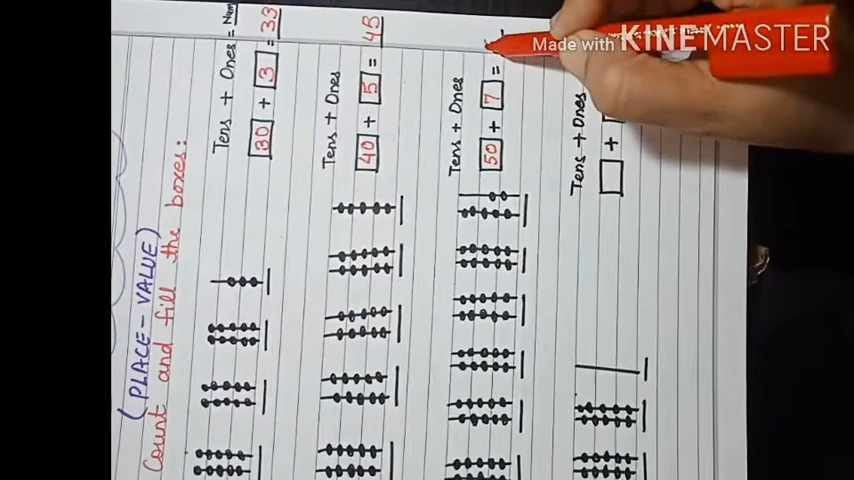 Made with KINEMASTER
(PLACE-VALUE)
Count and fill the boxes:
Tens + Ones = Num
30 + 3 = 33
Tens + Ones
40 + 5 = 45
Tens + Ones
50 + 7 =
Tens + Ones
+